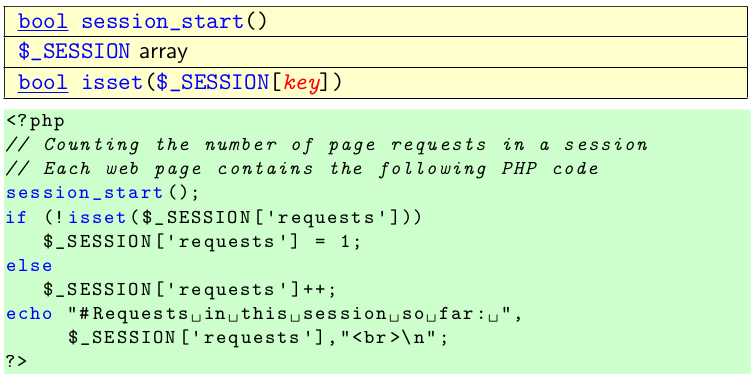 bool session_start()
$_SESSION array
bool isset($_SESSION[key])
<?php
// Counting the number of page requests in a session
// Each web page contains the following PHP code
session_start();
if (!isset($_SESSION['requests']))
   $_SESSION['requests'] = 1;
else
   $_SESSION['requests']++;
echo "#Requests␣in␣this␣session␣so␣far:␣",
     $_SESSION['requests'],"<br>\n";
?>